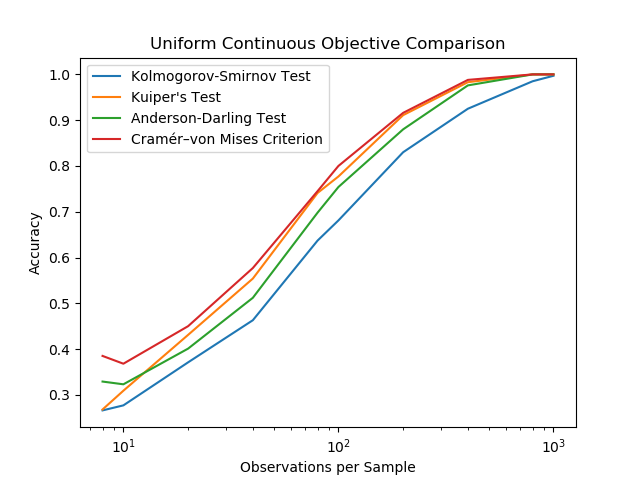 Uniform Continuous Objective Comparison
Kolmogorov-Smirnov Test
Kuiper's Test
Anderson-Darling Test
Cramér–von Mises Criterion
Accuracy
1.0
0.9
0.8
0.7
0.6
0.5
0.4
0.3
10¹ 10² 10³
Observations per Sample